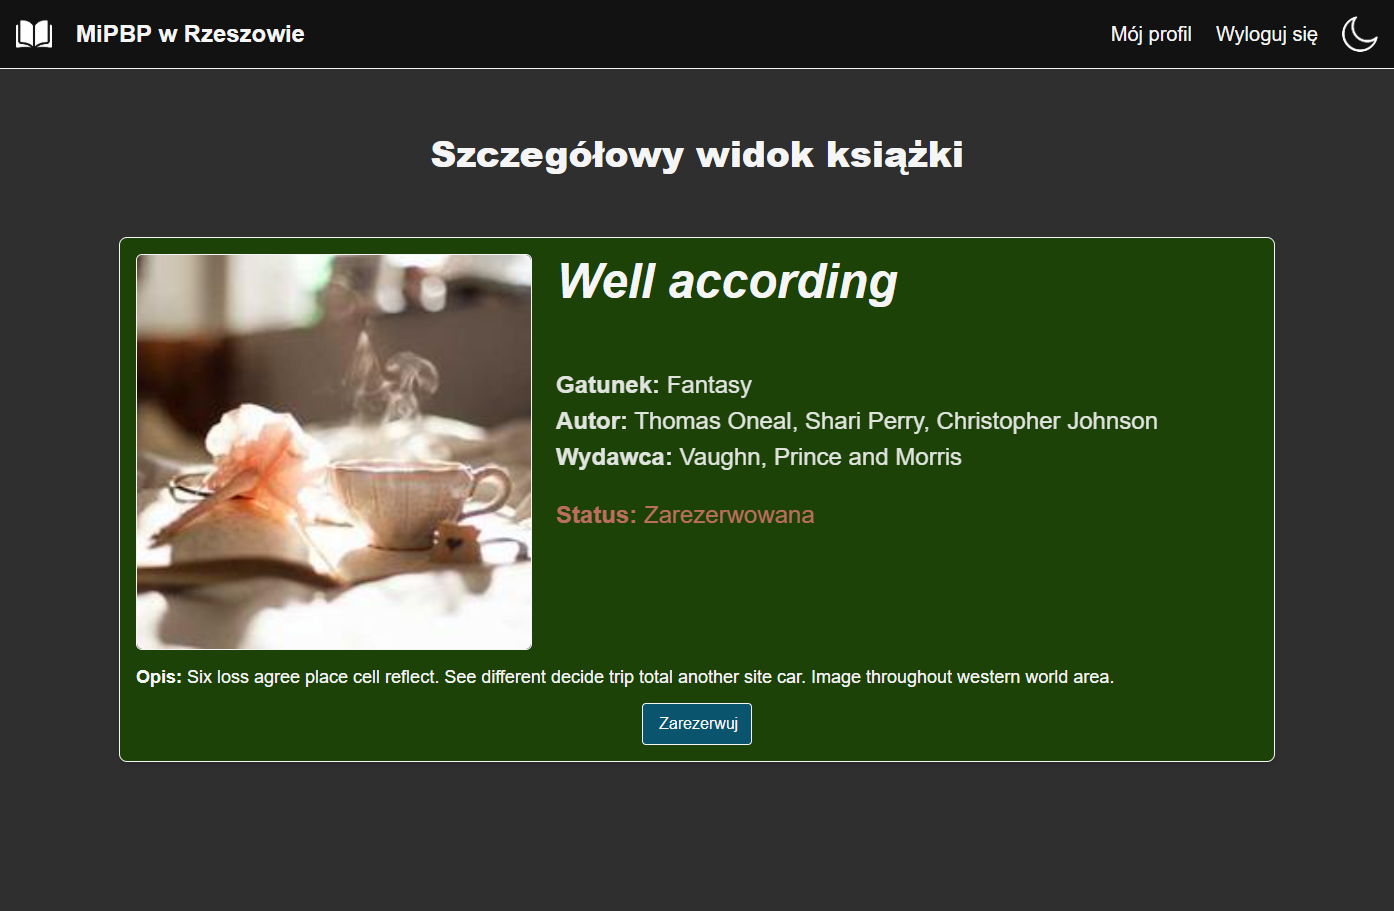 MiPBP w Rzeszowie
Mój profil
Wyloguj się
Szczegółowy widok książki
Well according
Gatunek: Fantasy
Autor: Thomas Oneal, Shari Perry, Christopher Johnson
Wydawca: Vaughn, Prince and Morris
Status: Zarezerwowana
Opis: Six loss agree place cell reflect. See different decide trip total another site car. Image throughout western world area.
Zarezerwuj